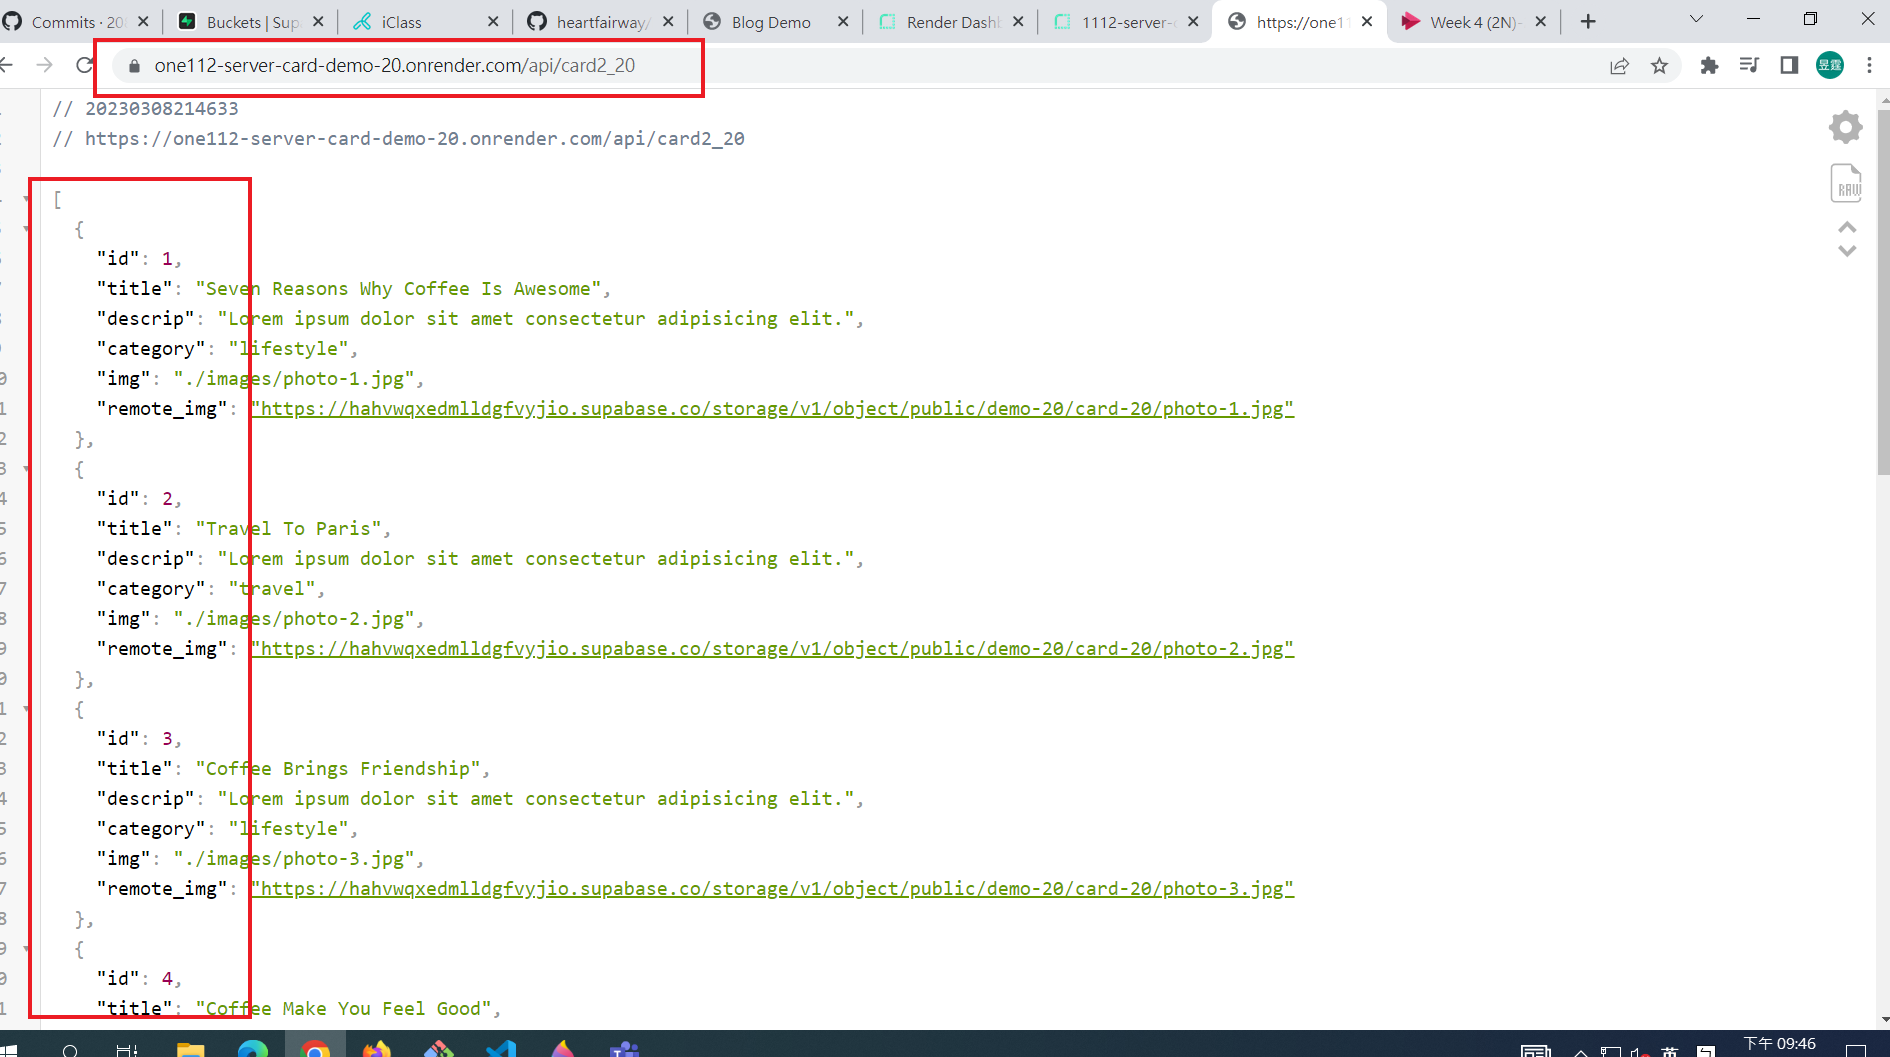 Commits · 20
Buckets | Sup
iClass
heartfairway/
Blog Demo
Render Dash
1112-server-
https://one11
Week 4 (2N)-
one112-server-card-demo-20.onrender.com/api/card2_20
昱霆
// 20230308214633
// https://one112-server-card-demo-20.onrender.com/api/card2_20
RAW
[
{
"id": 1,
"title": "Seven Reasons Why Coffee Is Awesome",
"descrip": "Lorem ipsum dolor sit amet consectetur adipisicing elit.",
"category": "lifestyle",
"img": "./images/photo-1.jpg",
"remote_img": "https://hahvwqxedmlldgfvyjio.supabase.co/storage/v1/object/public/demo-20/card-20/photo-1.jpg"
},
{
"id": 2,
"title": "Travel To Paris",
"descrip": "Lorem ipsum dolor sit amet consectetur adipisicing elit.",
"category": "travel",
"img": "./images/photo-2.jpg",
"remote_img": "https://hahvwqxedmlldgfvyjio.supabase.co/storage/v1/object/public/demo-20/card-20/photo-2.jpg"
},
{
"id": 3,
"title": "Coffee Brings Friendship",
"descrip": "Lorem ipsum dolor sit amet consectetur adipisicing elit.",
"category": "lifestyle",
"img": "./images/photo-3.jpg",
"remote_img": "https://hahvwqxedmlldgfvyjio.supabase.co/storage/v1/object/public/demo-20/card-20/photo-3.jpg"
},
{
"id": 4,
"title": "Coffee Make You Feel Good",
英
下午 09:46